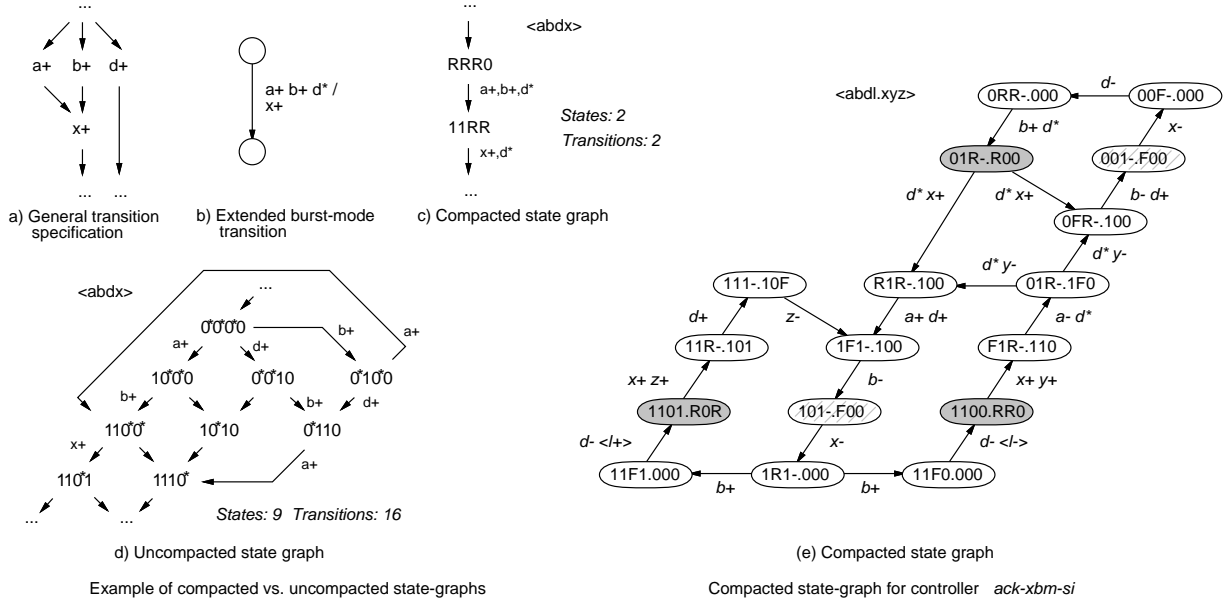 ...
a+ b+ d+
x+
... ...
a) General transition
specification
a+ b+ d* /
x+
b) Extended burst-mode
transition
...
<abdx>
RRR0
a+,b+,d*
11RR
x+,d*
...
States: 2
Transitions: 2
c) Compacted state graph
<abdx>
...
0*0*0*0
a+ d+ b+ a+
10*0*0 0*0*10 0*10*0
b+ b+ d+
110*0* 10*10 0*110
x+ a+
110*1 1110*
... ...
States: 9 Transitions: 16
d) Uncompacted state graph
Example of compacted vs. uncompacted state-graphs
<abdl.xyz>
0RR-.000 d- 00F-.000
b+ d* x-
01R-.R00 001-.F00
d* x+ d* x+ b- d+
0FR-.100
d* y- d* y-
111-.10F R1R-.100 01R-.1F0
d+ z- a+ d+ a- d*
11R-.101 1F1-.100 F1R-.110
x+ z+ b- x+ y+
1101.R0R 101-.F00 1100.RR0
d- <l+> x- d- <l->
11F1.000 1R1-.000 11F0.000
b+ b+
(e) Compacted state graph
Compacted state-graph for controller ack-xbm-si